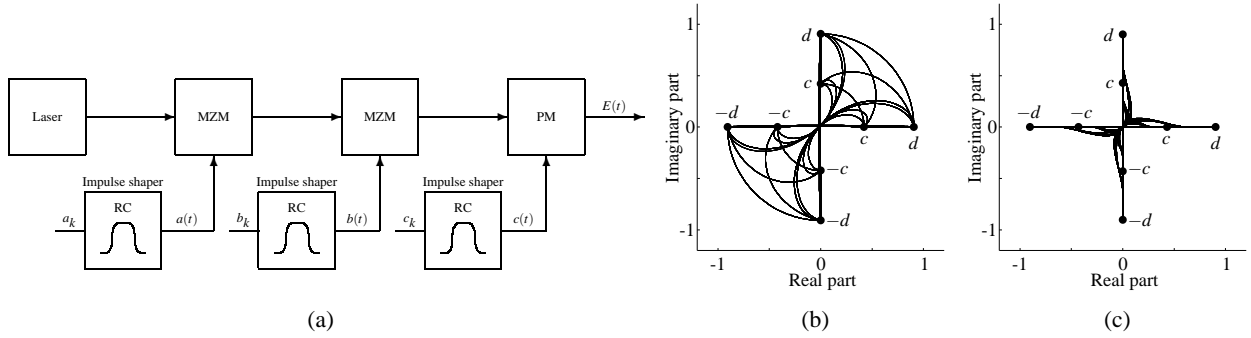 Laser
MZM
MZM
PM
E(t)
Impulse shaper
RC
a_k
a(t)
Impulse shaper
RC
b_k
b(t)
Impulse shaper
RC
c_k
c(t)
(a)
Imaginary part
1
0
-1
d
c
−d
−c
c
d
−c
−d
-1
0
1
Real part
(b)
Imaginary part
1
0
-1
d
c
−d
−c
c
d
−c
−d
-1
0
1
Real part
(c)